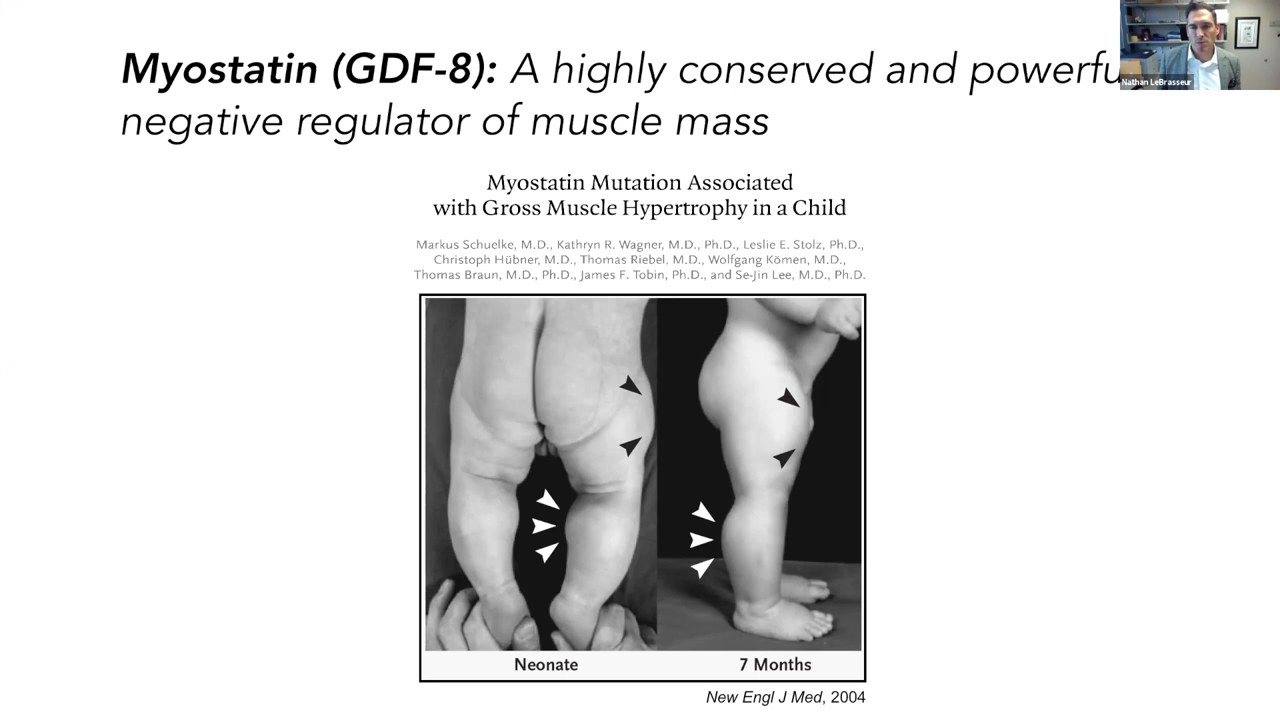 Myostatin (GDF-8): A highly conserved and powerfu
negative regulator of muscle mass
Nathan LeBrasseur
Myostatin Mutation Associated
with Gross Muscle Hypertrophy in a Child
Markus Schuelke, M.D., Kathryn R. Wagner, M.D., Ph.D., Leslie E. Stolz, Ph.D.,
Christoph Hübner, M.D., Thomas Riebel, M.D., Wolfgang Kömen, M.D.,
Thomas Braun, M.D., Ph.D., James F. Tobin, Ph.D., and Se-Jin Lee, M.D., Ph.D.
Neonate
7 Months
New Engl J Med, 2004